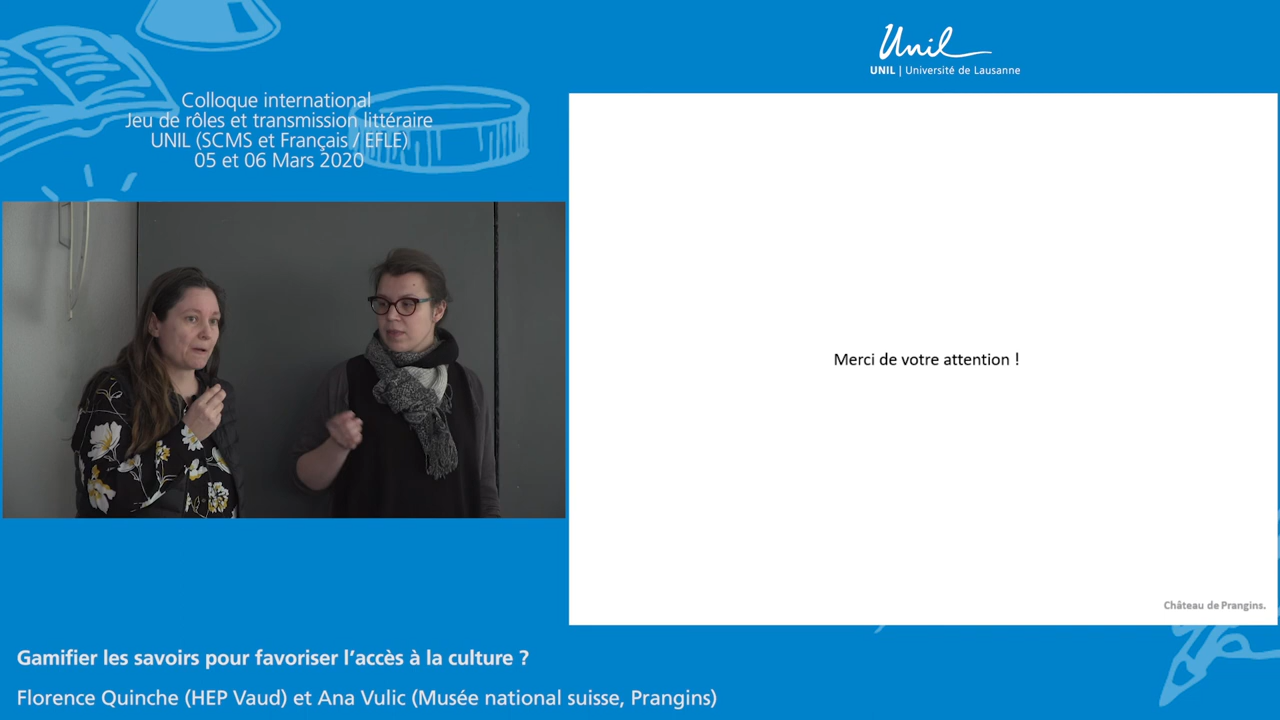 Unil
UNIL | Université de Lausanne
Colloque international
Jeu de rôles et transmission littéraire
UNIL (SCMS et Français / EFLE)
05 et 06 Mars 2020
Merci de votre attention !
Château de Prangins.
Gamifier les savoirs pour favoriser l’accès à la culture ?
Florence Quinche (HEP Vaud) et Ana Vulic (Musée national suisse, Prangins)